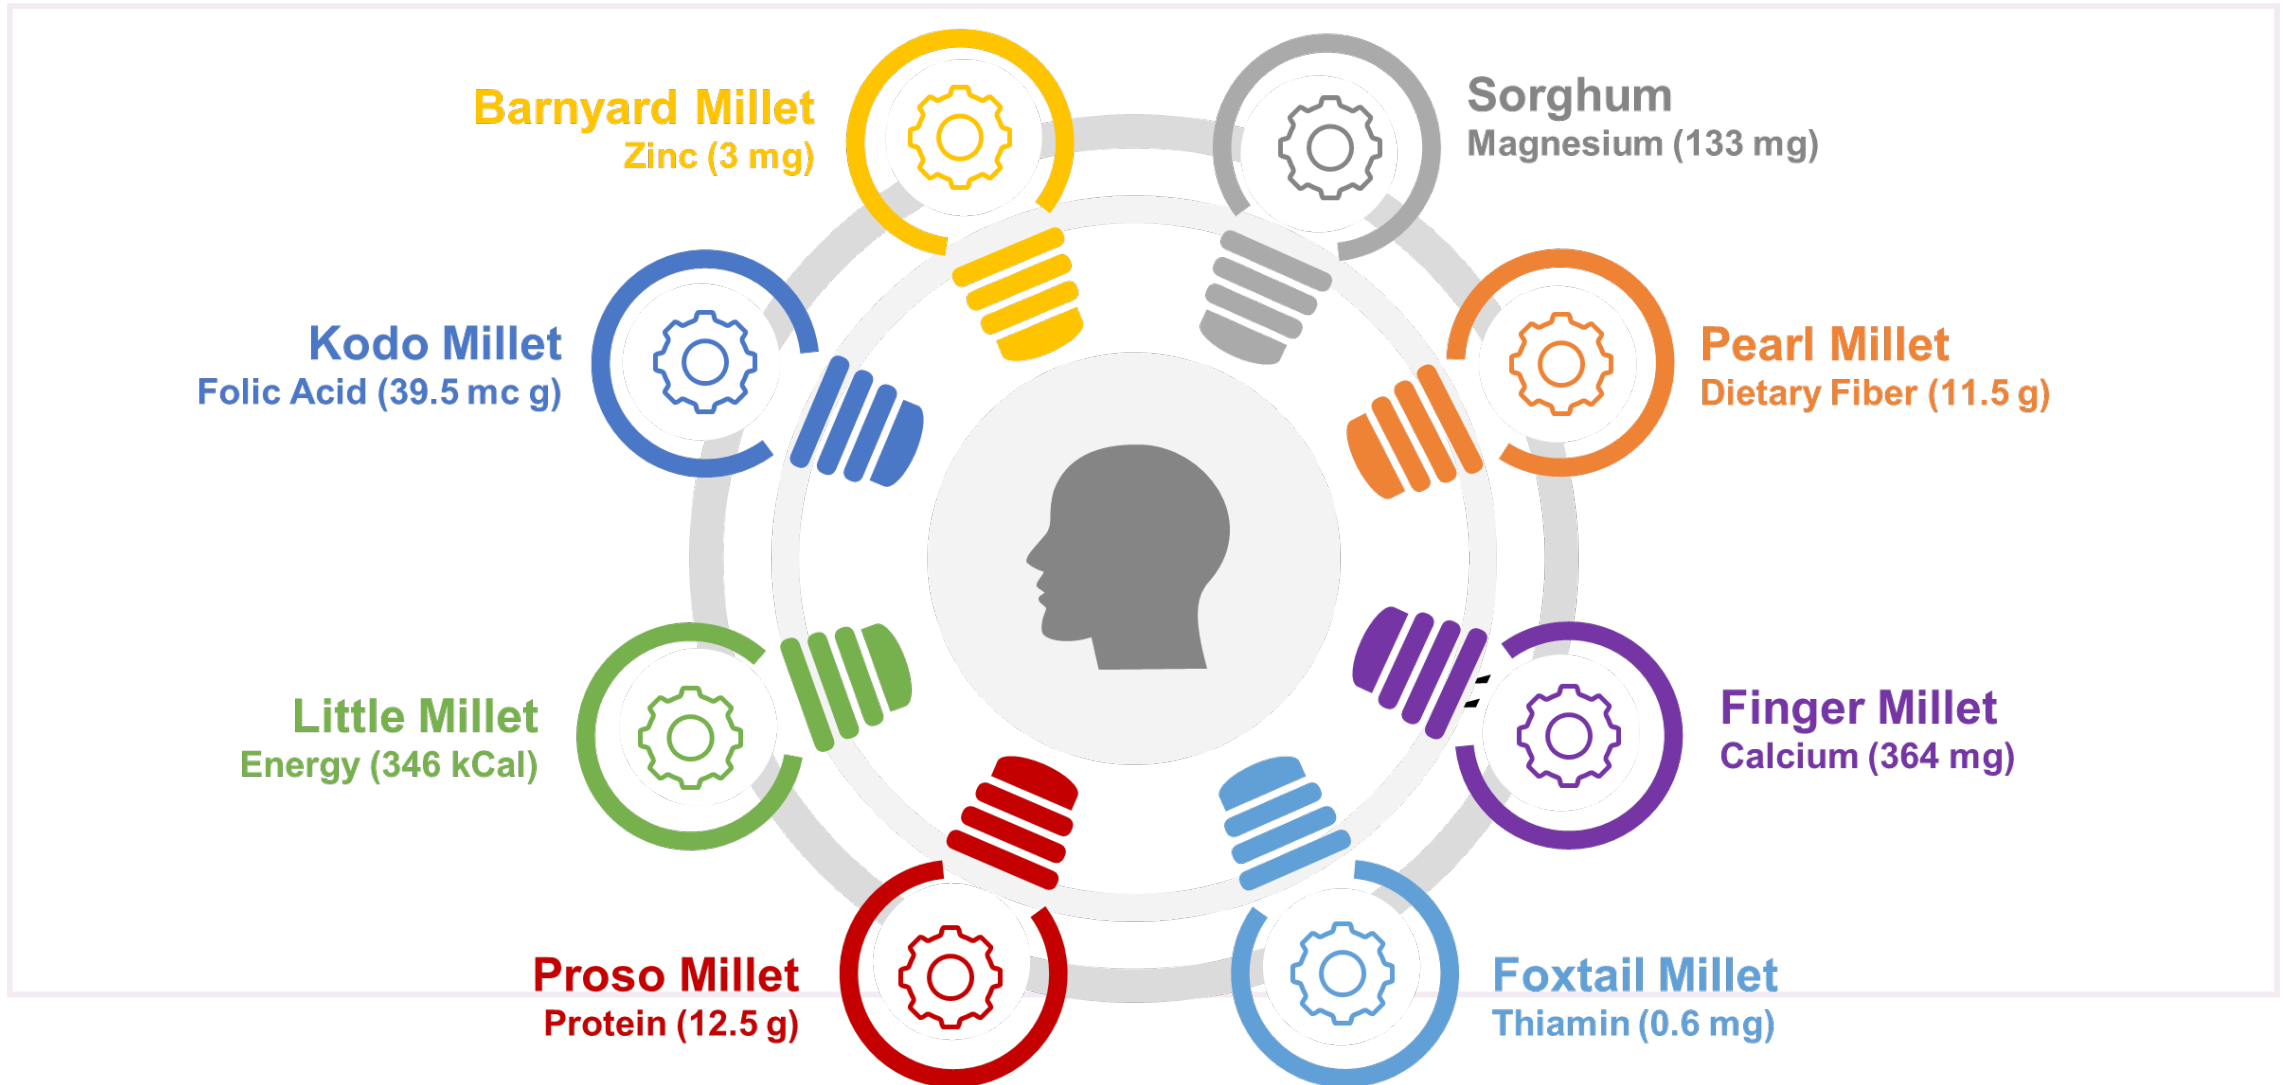 Barnyard Millet
Zinc (3 mg)
Sorghum
Magnesium (133 mg)
Kodo Millet
Folic Acid (39.5 mc g)
Pearl Millet
Dietary Fiber (11.5 g)
Little Millet
Energy (346 kCal)
Finger Millet
Calcium (364 mg)
Proso Millet
Protein (12.5 g)
Foxtail Millet
Thiamin (0.6 mg)